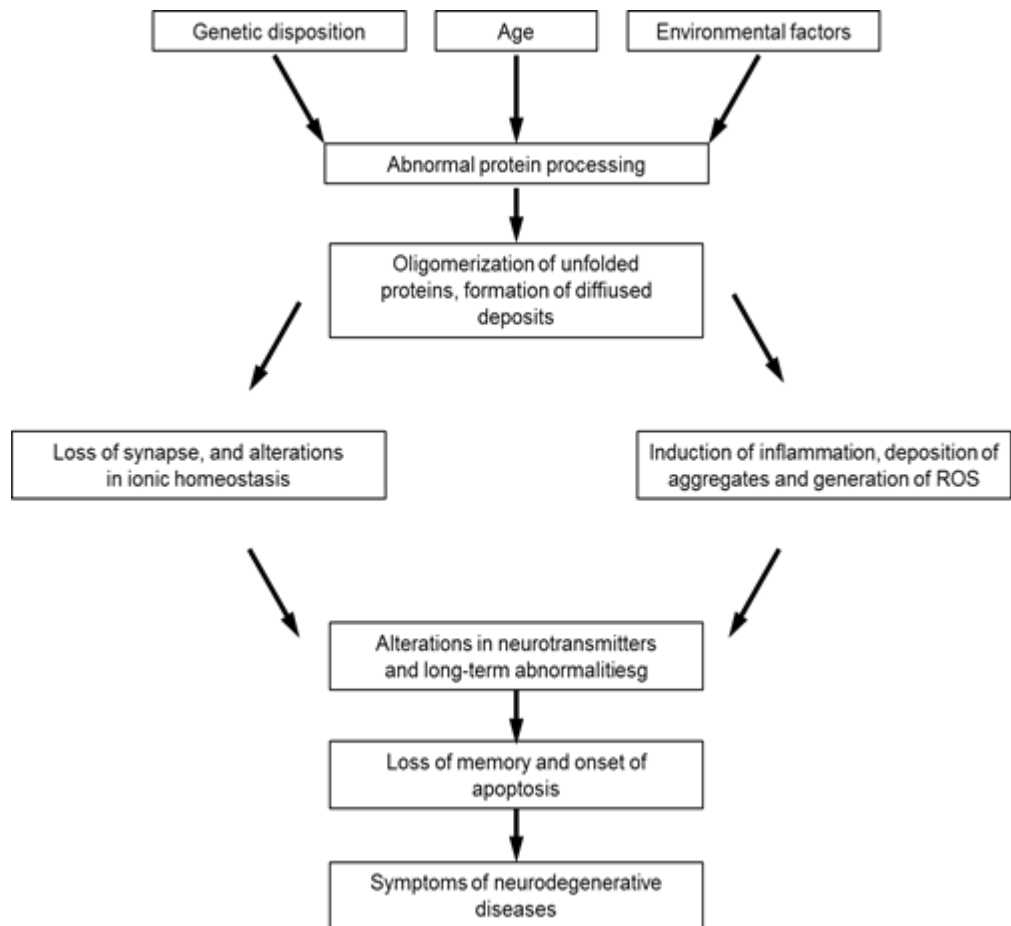 Genetic disposition
Age
Environmental factors
Abnormal protein processing
Oligomerization of unfolded
proteins, formation of diffiused
deposits
Loss of synapse, and alterations
in ionic homeostasis
Induction of inflammation, deposition of
aggregates and generation of ROS
Alterations in neurotransmitters
and long-term abnormalitiesg
Loss of memory and onset of
apoptosis
Symptoms of neurodegenerative
diseases